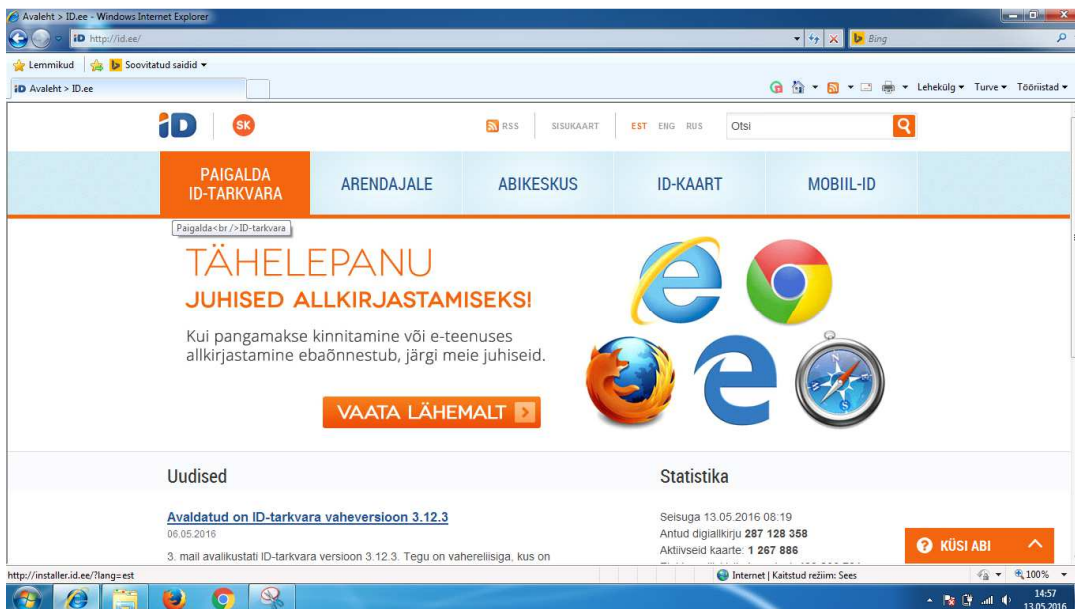 Avaleht > ID.ee - Windows Internet Explorer
iD http://id.ee/
Bing
Lemmikud Soovitatud saidid
iD Avaleht > ID.ee
Lehekülg Turve Tööriistad
iD SK RSS SISUKAART EST ENG RUS Otsi
PAIGALDA ID-TARKVARA
ARENDAJALE
ABIKESKUS
ID-KAART
MOBIIL-ID
Paigalda<br />ID-tarkvara
TÄHELEPANU
JUHISED ALLKIRJASTAMISEKS!
Kui pangamakse kinnitamine või e-teenuses
allkirjastamine ebaõnnestub, järgi meie juhiseid.
VAATA LÄHEMALT
Uudised
Avaldatud on ID-tarkvara vaheversioon 3.12.3
06.05.2016
3. mail avalikustati ID-tarkvara versioon 3.12.3. Tegu on vahereliisiga, kus on
Statistika
Seisuga 13.05.2016 08:19
Antud digiallkirju 287 128 358
Aktiivseid kaarte: 1 267 886
KÜSI ABI
http://installer.id.ee/?lang=est
Internet | Kaitstud režiim: Sees
100%
14:57
13.05.2016